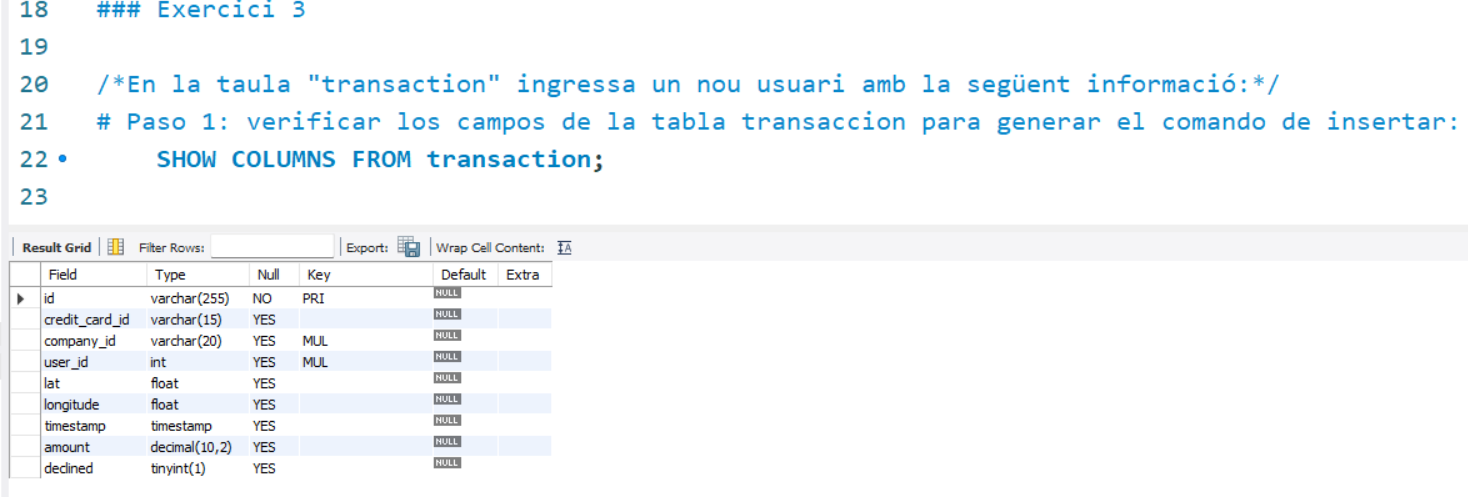 18 ### Exercici 3
19
20 /*En la taula "transaction" ingressa un nou usuari amb la següent informació:*/
21 # Paso 1: verificar los campos de la tabla transaccion para generar el comando de insertar:
22 SHOW COLUMNS FROM transaction;
23
Result Grid Filter Rows: Export: Wrap Cell Content:
Field Type Null Key Default Extra
id varchar(255) NO PRI NULL
credit_card_id varchar(15) YES NULL
company_id varchar(20) YES MUL NULL
user_id int YES MUL NULL
lat float YES NULL
longitude float YES NULL
timestamp timestamp YES NULL
amount decimal(10,2) YES NULL
declined tinyint(1) YES NULL